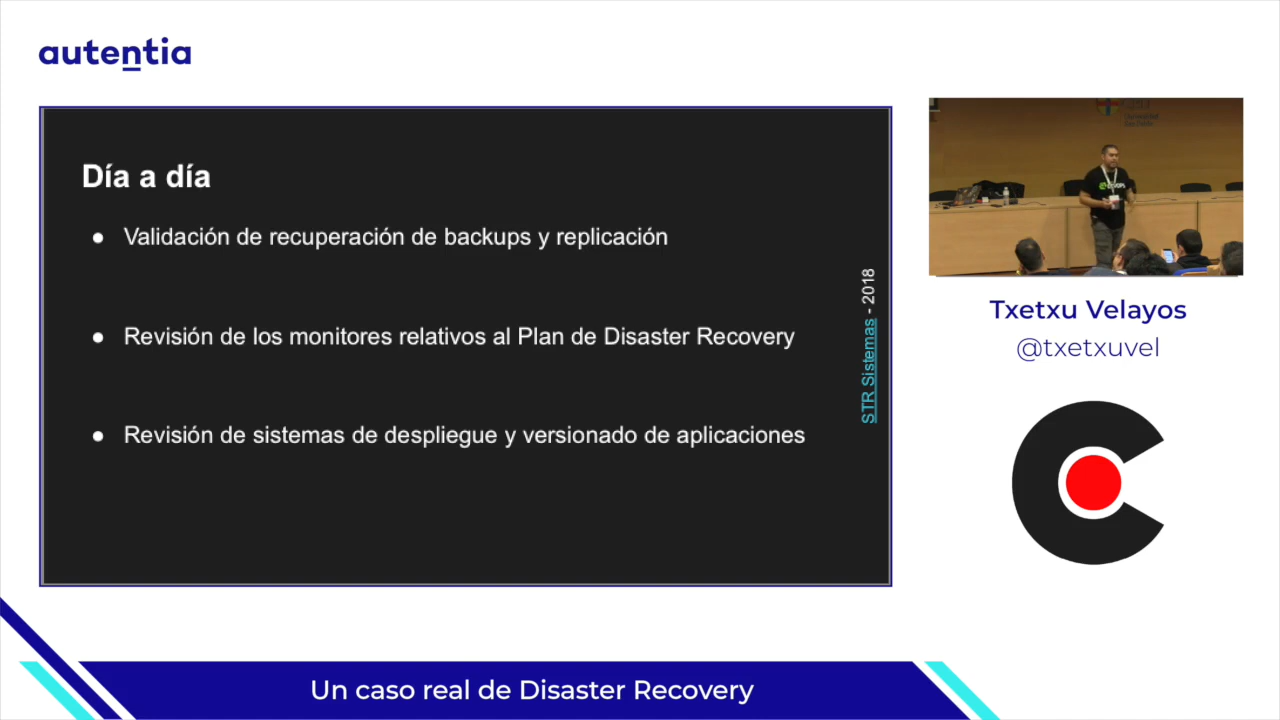 autentia
Día a día
● Validación de recuperación de backups y replicación
● Revisión de los monitores relativos al Plan de Disaster Recovery
● Revisión de sistemas de despliegue y versionado de aplicaciones
STR Sistemas - 2018
Txetxu Velayos
@txetxuvel
Un caso real de Disaster Recovery